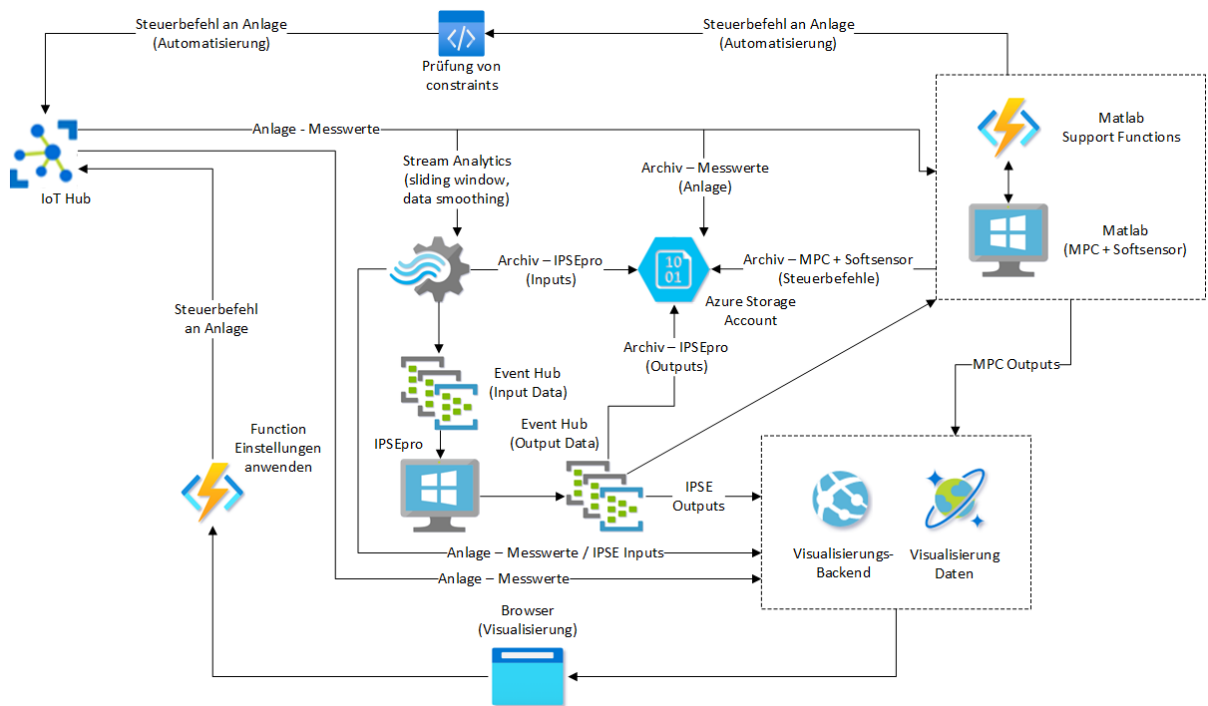 Steuerbefehl an Anlage
(Automatisierung)
Steuerbefehl an Anlage
(Automatisierung)
Prüfung von
constraints
Matlab
Support Functions
Anlage - Messwerte
Stream Analytics
(sliding window,
data smoothing)
Archiv – Messwerte
(Anlage)
IoT Hub
Matlab
(MPC + Softsensor)
Archiv – IPSEpro
(Inputs)
10
01
Archiv – MPC + Softsensor
(Steuerbefehle)
Azure Storage
Account
Steuerbefehl
an Anlage
Archiv – IPSEpro
(Outputs)
MPC Outputs
Event Hub
(Input Data)
Event Hub
(Output Data)
Function
Einstellungen
anwenden
IPSEpro
IPSE
Outputs
Anlage – Messwerte / IPSE Inputs
Visualisierungs-
Backend
Visualisierung
Daten
Anlage – Messwerte
Browser
(Visualisierung)